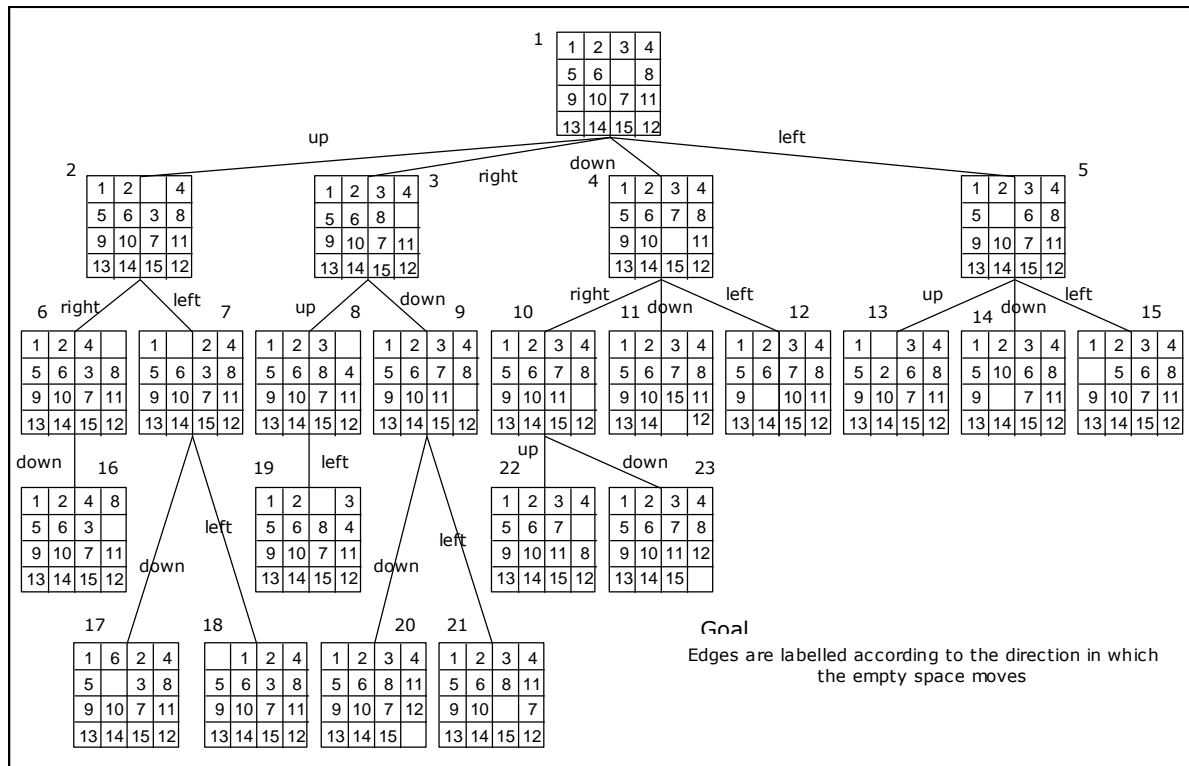 1
1 2 3 4
5 6 8
9 10 7 11
13 14 15 12
up
right
down
left
2
1 2 4
5 6 3 8
9 10 7 11
13 14 15 12
3
1 2 3 4
5 6 8
9 10 7 11
13 14 15 12
4
1 2 3 4
5 6 7 8
9 10 11
13 14 15 12
5
1 2 3 4
5 6 8
9 10 7 11
13 14 15 12
right
left
up
down
right
down
left
up
down
left
6
1 2 4
5 6 3 8
9 10 7 11
13 14 15 12
7
1 2 4
5 6 3 8
9 10 7 11
13 14 15 12
8
1 2 3
5 6 8 4
9 10 7 11
13 14 15 12
9
1 2 3 4
5 6 7 8
9 10 11
13 14 15 12
10
1 2 3 4
5 6 7 8
9 10 11
13 14 15 12
11
1 2 3 4
5 6 7 8
9 10 15 11
13 14 12
12
1 2 3 4
5 6 7 8
9 10 11
13 14 15 12
13
1 3 4
5 2 6 8
9 10 7 11
13 14 15 12
14
1 2 3 4
5 10 6 8
9 7 11
13 14 15 12
15
1 2 3 4
5 6 8
9 10 7 11
13 14 15 12
down
down
left
left
down
left
up
down
16
1 2 4 8
5 6 3
9 10 7 11
13 14 15 12
19
1 2 3
5 6 8 4
9 10 7 11
13 14 15 12
22
1 2 3 4
5 6 7
9 10 11 8
13 14 15 12
23
1 2 3 4
5 6 7 8
9 10 11 12
13 14 15
17
1 6 2 4
5 3 8
9 10 7 11
13 14 15 12
18
1 2 4
5 6 3 8
9 10 7 11
13 14 15 12
20
1 2 3 4
5 6 8 11
9 10 7 12
13 14 15
21
1 2 3 4
5 6 8 11
9 10 7
13 14 15 12
Goal
Edges are labelled according to the direction in which
the empty space moves